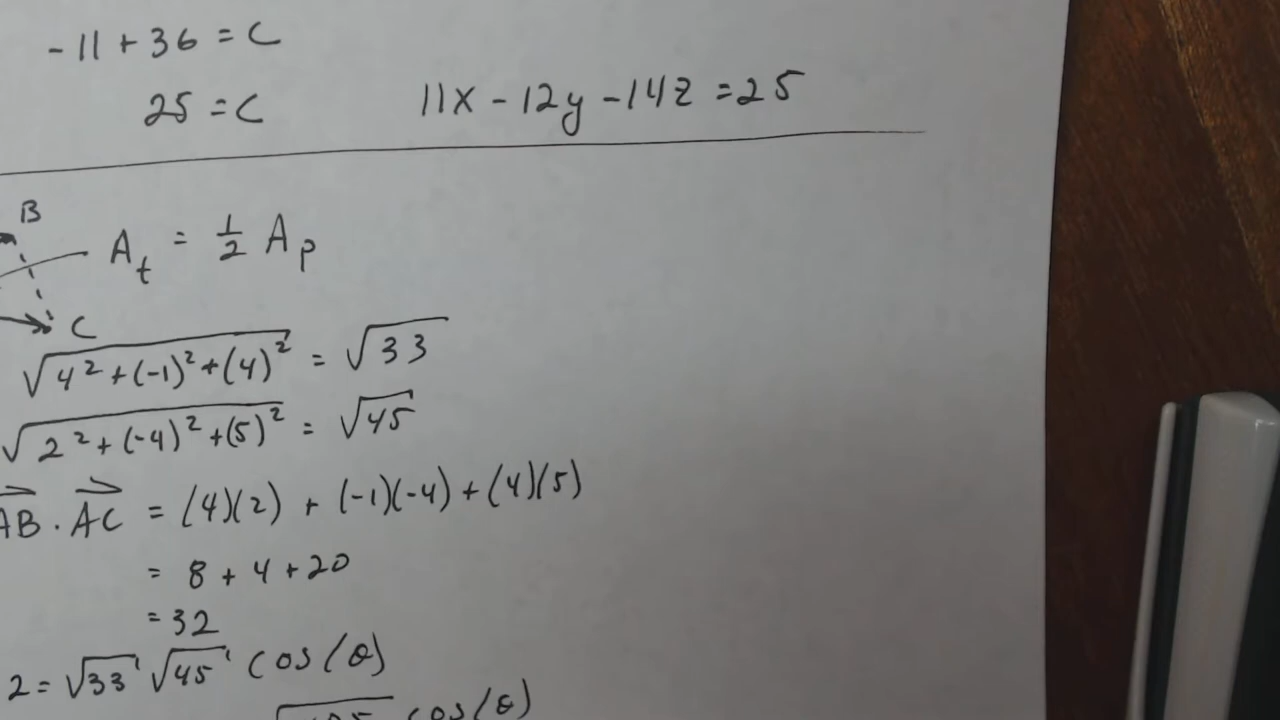 -11 + 36 = C
25 = C
11x - 12y - 14z = 25
B
A_t = 1/2 A_p
C
√(4² + (-1)² + (4)²) = √33
√(2² + (-4)² + (5)²) = √45
AB · AC = (4)(2) + (-1)(-4) + (4)(5)
= 8 + 4 + 20
= 32
2 = √33 √45 cos(θ)
cos(θ)